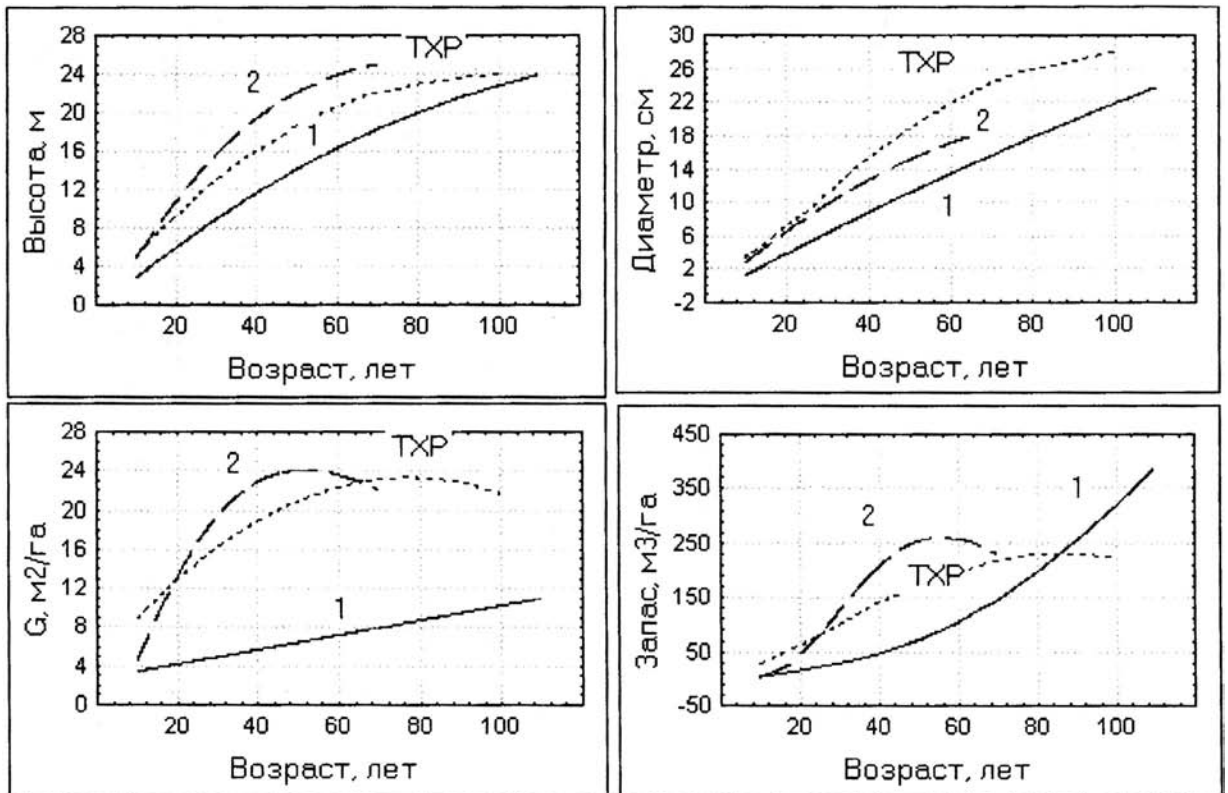 28
24
20
16
12
8
4
0
Высота, м
ТХР
2
1
20 40 60 80 100
Возраст, лет
30
26
22
18
14
10
6
2
-2
Диаметр, см
ТХР
2
1
20 40 60 80 100
Возраст, лет
28
24
20
16
12
8
4
0
G, м2/га
ТХР
2
1
20 40 60 80 100
Возраст, лет
450
350
250
150
50
-50
Запас, м3/га
1
2
ТХР
20 40 60 80 100
Возраст, лет